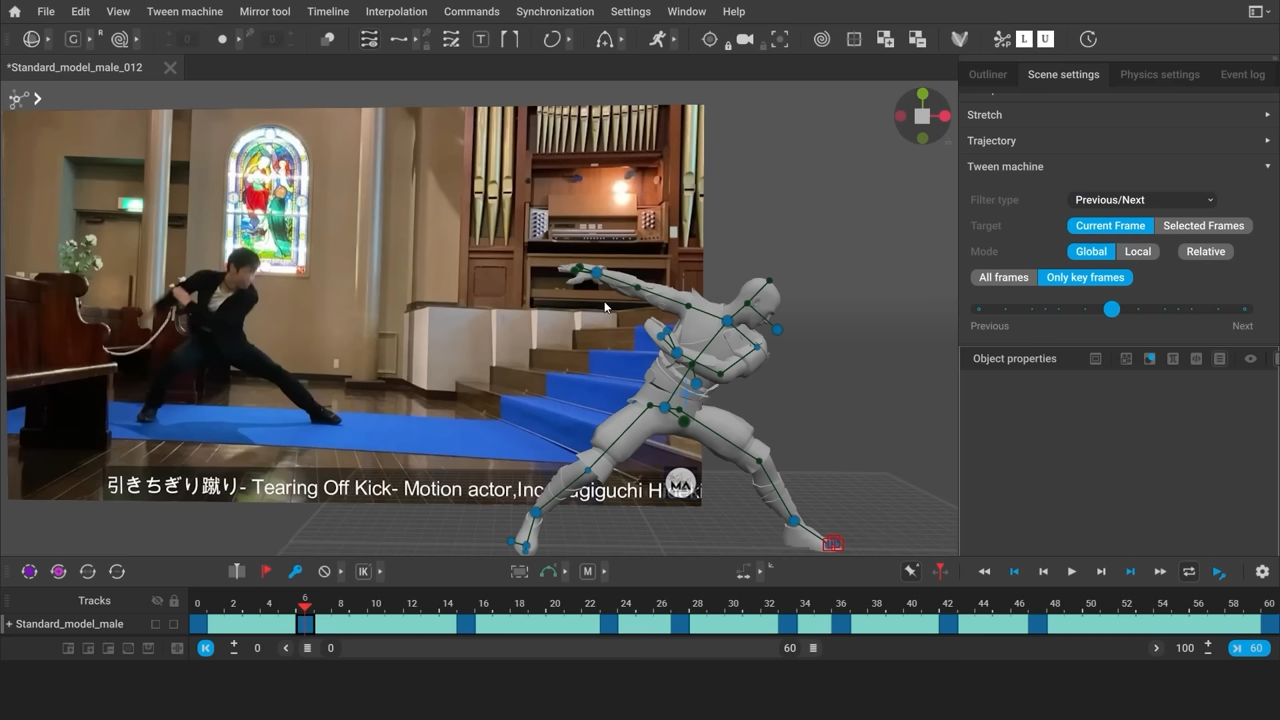 File Edit View Tween machine Mirror tool Timeline Interpolation Commands Synchronization Settings Window Help
*Standard_model_male_012
Outliner Scene settings Physics settings Event log
Stretch
Trajectory
Tween machine
Filter type Previous/Next
Target Current Frame Selected Frames
Mode Global Local Relative
All frames Only key frames
Previous Next
Object properties
引きちぎり蹴り- Tearing Off Kick- Motion actor,Inc
IK M
Tracks 0 2 4 6 8 10 12 14 16 18 20 22 24 26 28 30 32 34 36 38 40 42 44 46 48 50 52 54 56 58 60
+ Standard_model_male
0 0 60 100 60